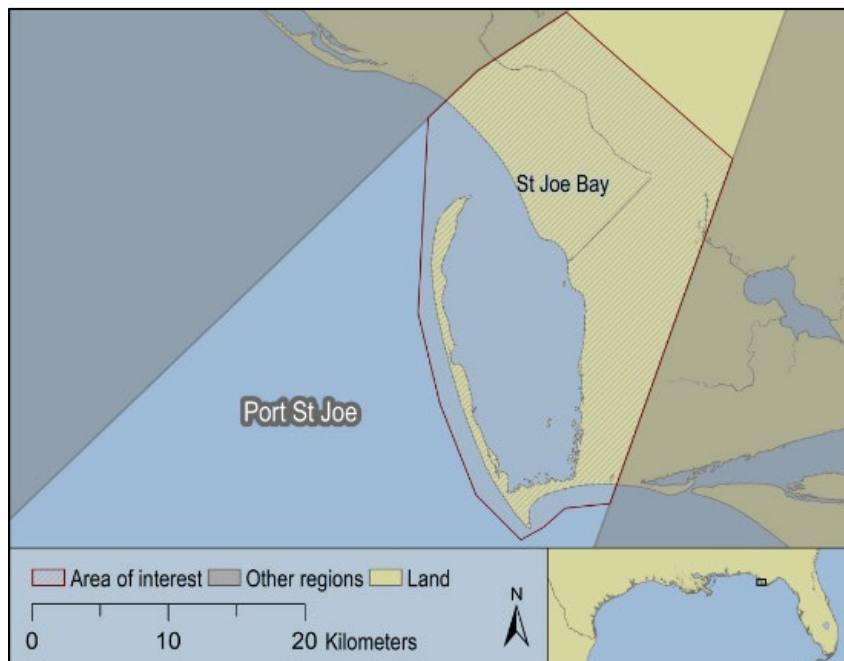 St Joe Bay
Port St Joe
Area of interest Other regions Land
N
0 10 20 Kilometers